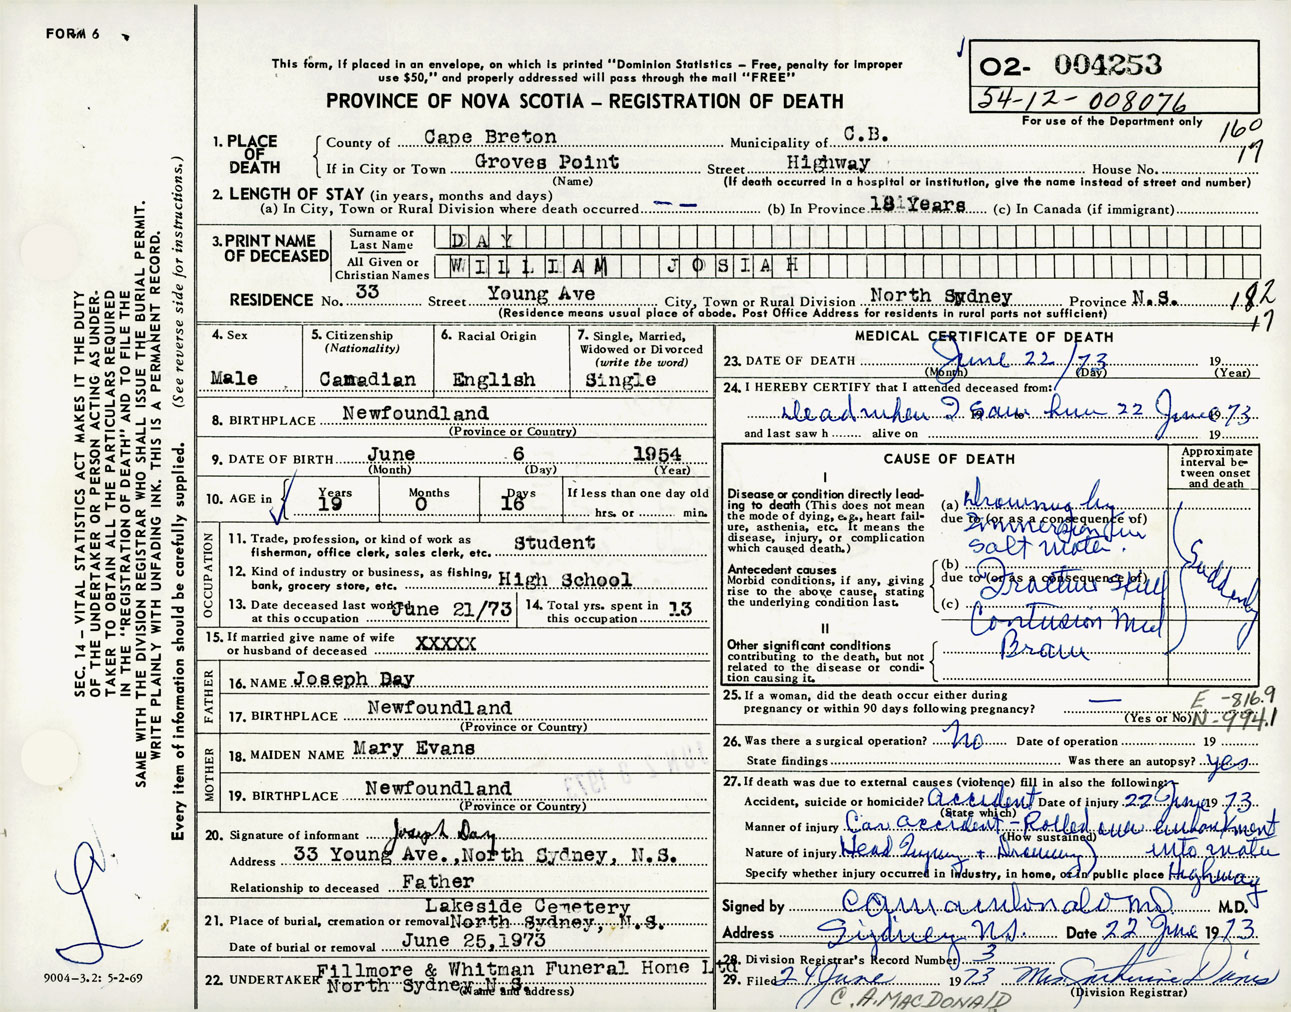 FORM 6
This form, if placed in an envelope, on which is printed "Dominion Statistics – Free, penalty for improper
use $50," and properly addressed will pass through the mail "FREE"
PROVINCE OF NOVA SCOTIA – REGISTRATION OF DEATH
02- 004253
54-12-008076
For use of the Department only
160
17
1. PLACE OF DEATH
County of Cape Breton Municipality of C.B.
If in City or Town Groves Point Street Highway House No.
(Name) (If death occurred in a hospital or institution, give the name instead of street and number)
2. LENGTH OF STAY (in years, months and days)
(a) In City, Town or Rural Division where death occurred — — (b) In Province 18 Years (c) In Canada (if immigrant)
3. PRINT NAME OF DECEASED
Surname or Last Name DAY
All Given or Christian Names WILLIAM JOSIAH
RESIDENCE No. 33 Street Young Ave City, Town or Rural Division North Sydney Province N.S.
(Residence means usual place of abode. Post Office Address for residents in rural parts not sufficient)
182
17
4. Sex
Male
5. Citizenship
(Nationality)
Canadian
6. Racial Origin
English
7. Single, Married,
Widowed or Divorced
(write the word)
Single
8. BIRTHPLACE Newfoundland
(Province or Country)
9. DATE OF BIRTH June 6 1954
(Month) (Day) (Year)
10. AGE in Years 19 Months 0 Days 16 If less than one day old
hrs. or min.
OCCUPATION
11. Trade, profession, or kind of work as
fisherman, office clerk, sales clerk, etc. Student
12. Kind of industry or business, as fishing,
bank, grocery store, etc. High School
13. Date deceased last worked
at this occupation June 21/73
14. Total yrs. spent in
this occupation 13
15. If married give name of wife
or husband of deceased XXXXX
FATHER
16. NAME Joseph Day
17. BIRTHPLACE Newfoundland
(Province or Country)
MOTHER
18. MAIDEN NAME Mary Evans
19. BIRTHPLACE Newfoundland
(Province or Country)
20. Signature of informant Joseph Day
Address 33 Young Ave., North Sydney, N.S.
Relationship to deceased Father
21. Place of burial, cremation or removal Lakeside Cemetery
North Sydney, N.S.
Date of burial or removal June 25, 1973
22. UNDERTAKER Fillmore & Whitman Funeral Home Ltd
North Sydney N.S.
(Name and address)
MEDICAL CERTIFICATE OF DEATH
23. DATE OF DEATH June 22/73 19
(Month) (Day) (Year)
24. I HEREBY CERTIFY that I attended deceased from:
Dead when I saw him 22 June 1973
and last saw h alive on 19
CAUSE OF DEATH
Approximate
interval be-
tween onset
and death
I
Disease or condition directly lead-
ing to death (This does not mean
the mode of dying, e.g., heart fail-
ure, asthenia, etc. It means the
disease, injury, or complication
which caused death.)
(a) Drowning by
due to (or as a consequence of)
Immersion in
salt water.
Antecedent causes
Morbid conditions, if any, giving
rise to the above cause, stating
the underlying condition last.
(b)
due to (or as a consequence of)
Fracture Skull
(c)
Contusion Mid
Brain
Suddenly
II
Other significant conditions
contributing to the death, but not
related to the disease or condi-
tion causing it.
25. If a woman, did the death occur either during
pregnancy or within 90 days following pregnancy? —
(Yes or No)
E-816.9
N-994.1
26. Was there a surgical operation? No Date of operation 19
State findings Was there an autopsy? yes
27. If death was due to external causes (violence) fill in also the following:
Accident, suicide or homicide? accident Date of injury 22 June 1973
(State which)
Manner of injury Car accident - Rolled over embankment
(How sustained)
Nature of injury Head Injury + Drowning into water
Specify whether injury occurred in industry, in home, or in public place Highway
Signed by C A Macdonald MD M.D.
Address Sydney NS. Date 22 June 1973
28. Division Registrar's Record Number 3
29. Filed 24 June 1973
(Division Registrar)
C. A. MACDONALD
SEC. 14 – VITAL STATISTICS ACT MAKES IT THE DUTY
OF THE UNDERTAKER OR PERSON ACTING AS UNDER-
TAKER TO OBTAIN ALL THE PARTICULARS REQUIRED
IN THE "REGISTRATION OF DEATH" AND TO FILE THE
SAME WITH THE DIVISION REGISTRAR WHO SHALL ISSUE THE BURIAL PERMIT.
WRITE PLAINLY WITH UNFADING INK. THIS IS A PERMANENT RECORD.
Every item of information should be carefully supplied. (See reverse side for instructions.)
9004–3.2: 5-2-69